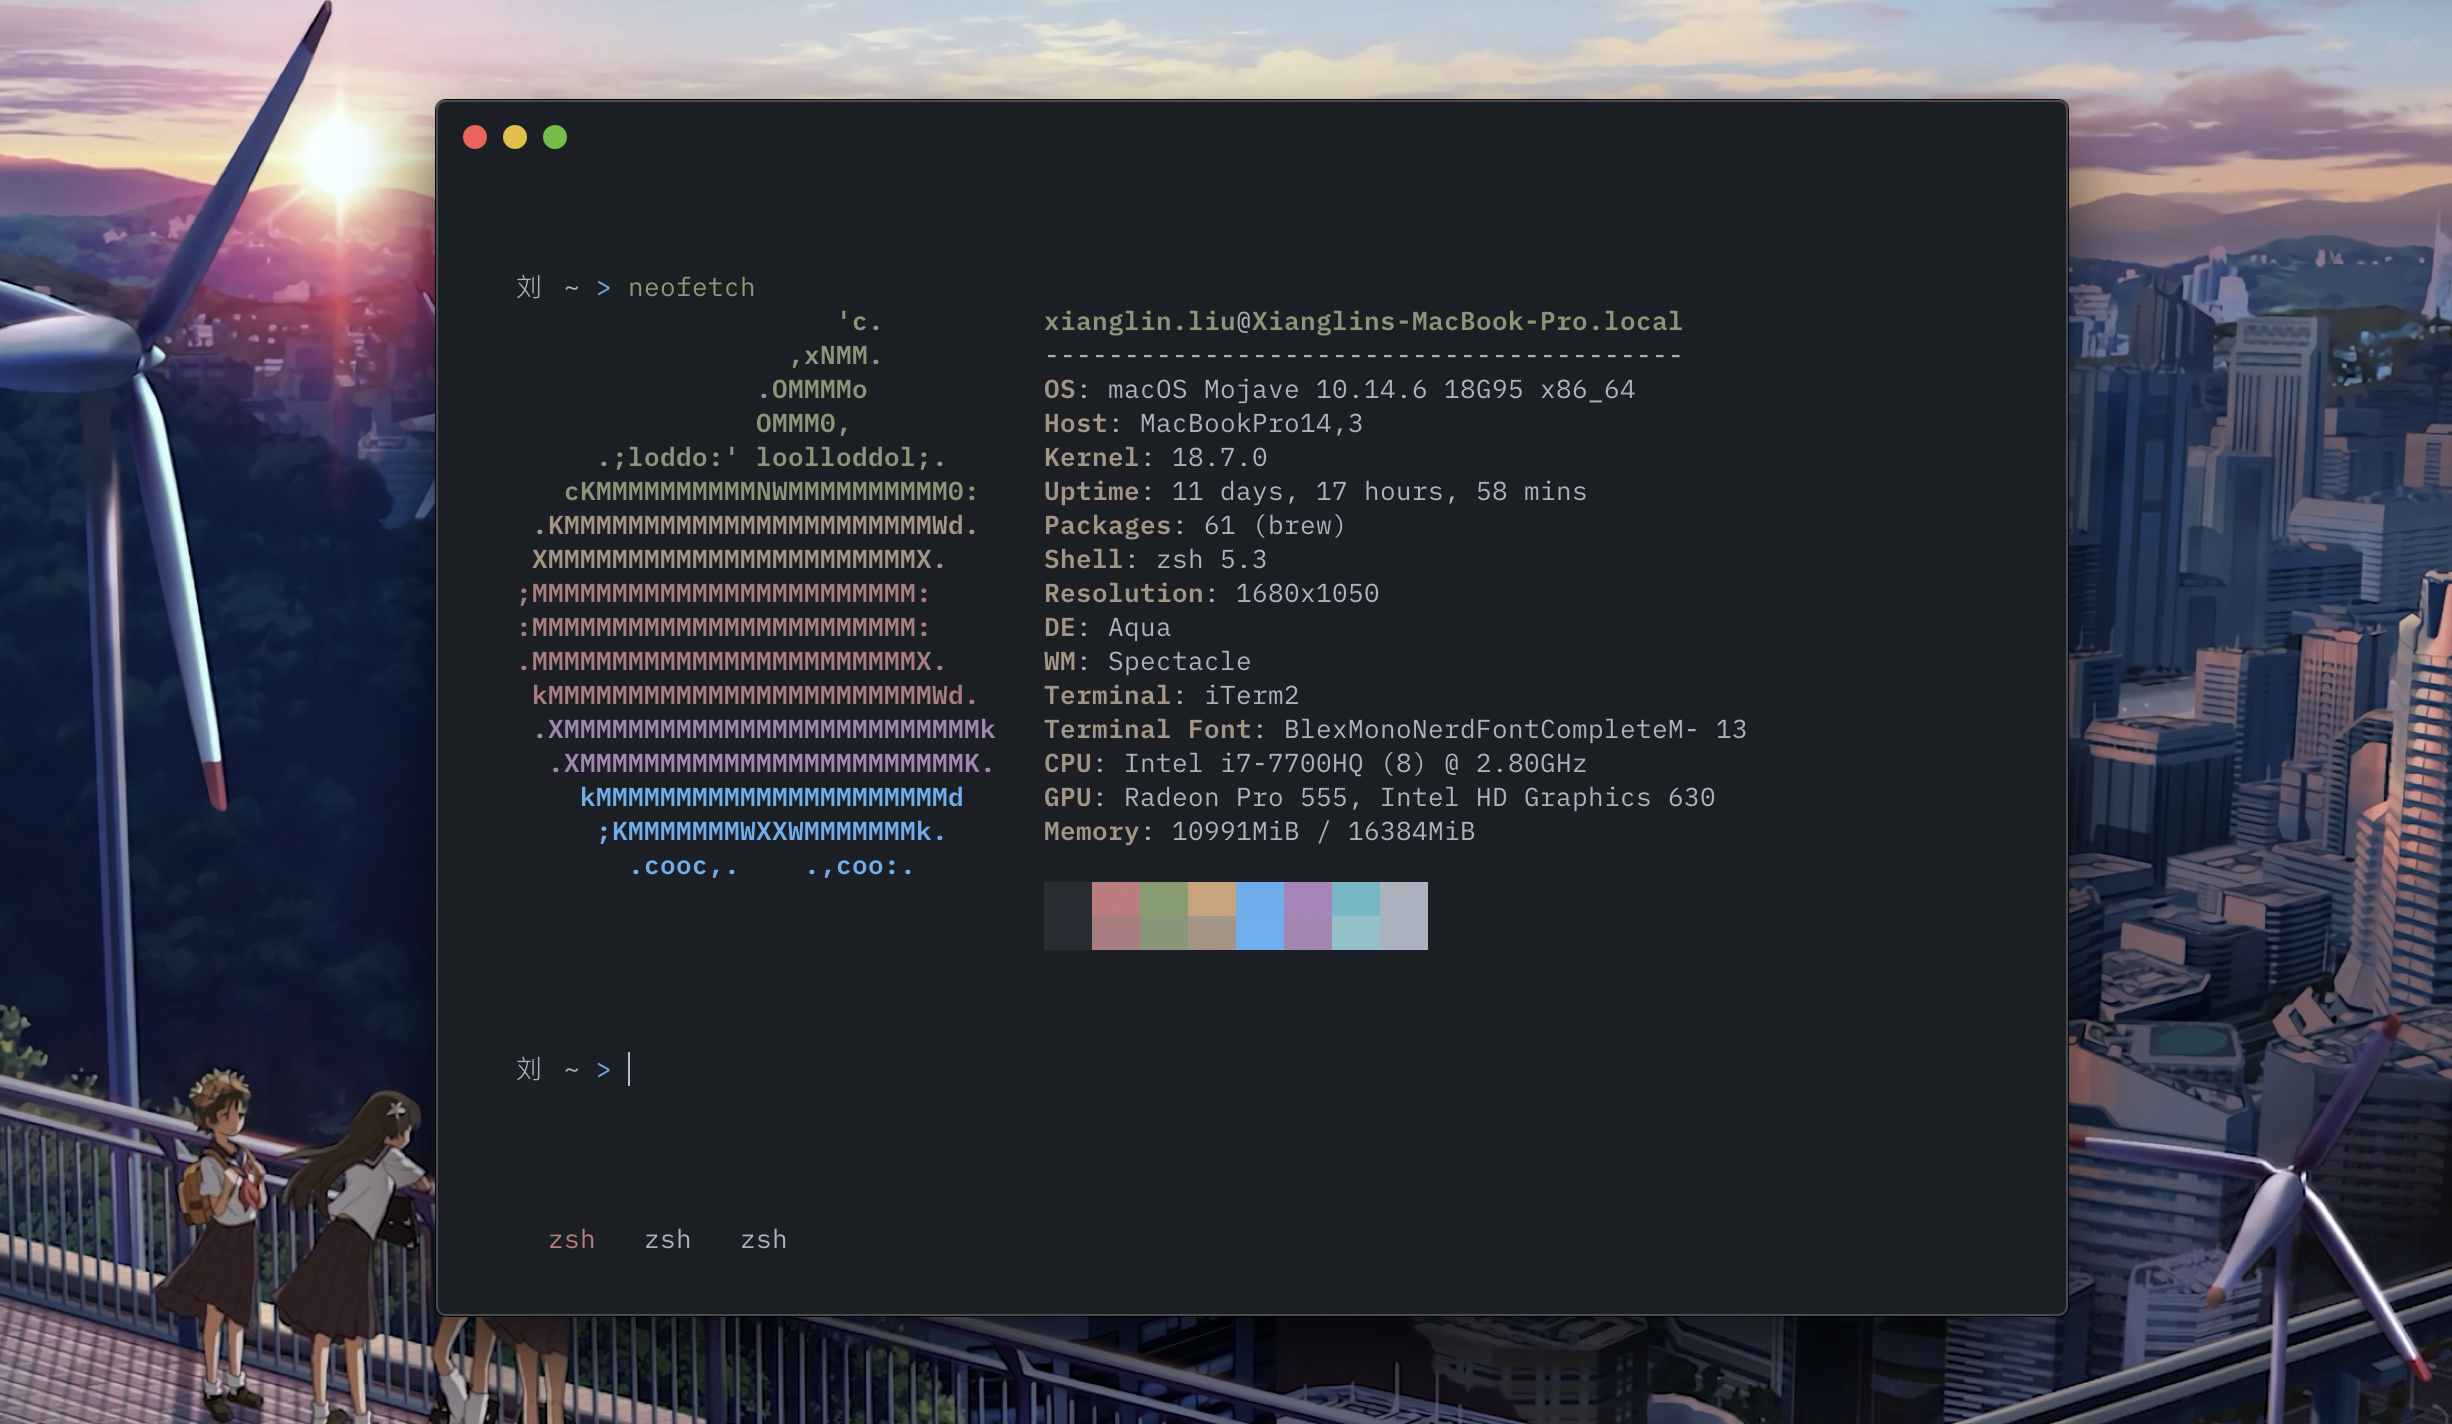 刘 ~ > neofetch
'c. xianglin.liu@Xianglins-MacBook-Pro.local
,xNMM. ----------------------------------------
.OMMMMo OS: macOS Mojave 10.14.6 18G95 x86_64
OMMM0, Host: MacBookPro14,3
.;loddo:' loolloddol;. Kernel: 18.7.0
cKMMMMMMMMMMNWMMMMMMMMMM0: Uptime: 11 days, 17 hours, 58 mins
.KMMMMMMMMMMMMMMMMMMMMMMMWd. Packages: 61 (brew)
XMMMMMMMMMMMMMMMMMMMMMMMX. Shell: zsh 5.3
;MMMMMMMMMMMMMMMMMMMMMMMM: Resolution: 1680x1050
:MMMMMMMMMMMMMMMMMMMMMMMM: DE: Aqua
.MMMMMMMMMMMMMMMMMMMMMMMMX. WM: Spectacle
kMMMMMMMMMMMMMMMMMMMMMMMMWd. Terminal: iTerm2
.XMMMMMMMMMMMMMMMMMMMMMMMMMMk Terminal Font: BlexMonoNerdFontCompleteM- 13
.XMMMMMMMMMMMMMMMMMMMMMMMMK. CPU: Intel i7-7700HQ (8) @ 2.80GHz
kMMMMMMMMMMMMMMMMMMMMMMd GPU: Radeon Pro 555, Intel HD Graphics 630
;KMMMMMMMWXXWMMMMMMMk. Memory: 10991MiB / 16384MiB
.cooc,. .,coo:.
刘 ~ >
zsh zsh zsh